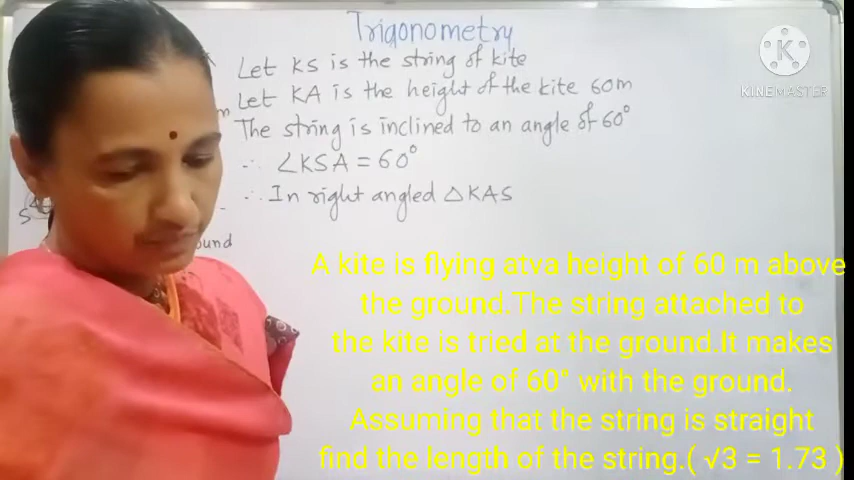 Trigonometry
Let KS is the string of kite
Let KA is the height of the kite 60m
The string is inclined to an angle of 60°
∴ ∠KSA = 60°
∴ In right angled △KAS
m
K
S
ound
K
KINEMASTER
A kite is flying atva height of 60 m above
the ground.The string attached to
the kite is tried at the ground.It makes
an angle of 60° with the ground.
Assuming that the string is straight
find the length of the string.( √3 = 1.73 )